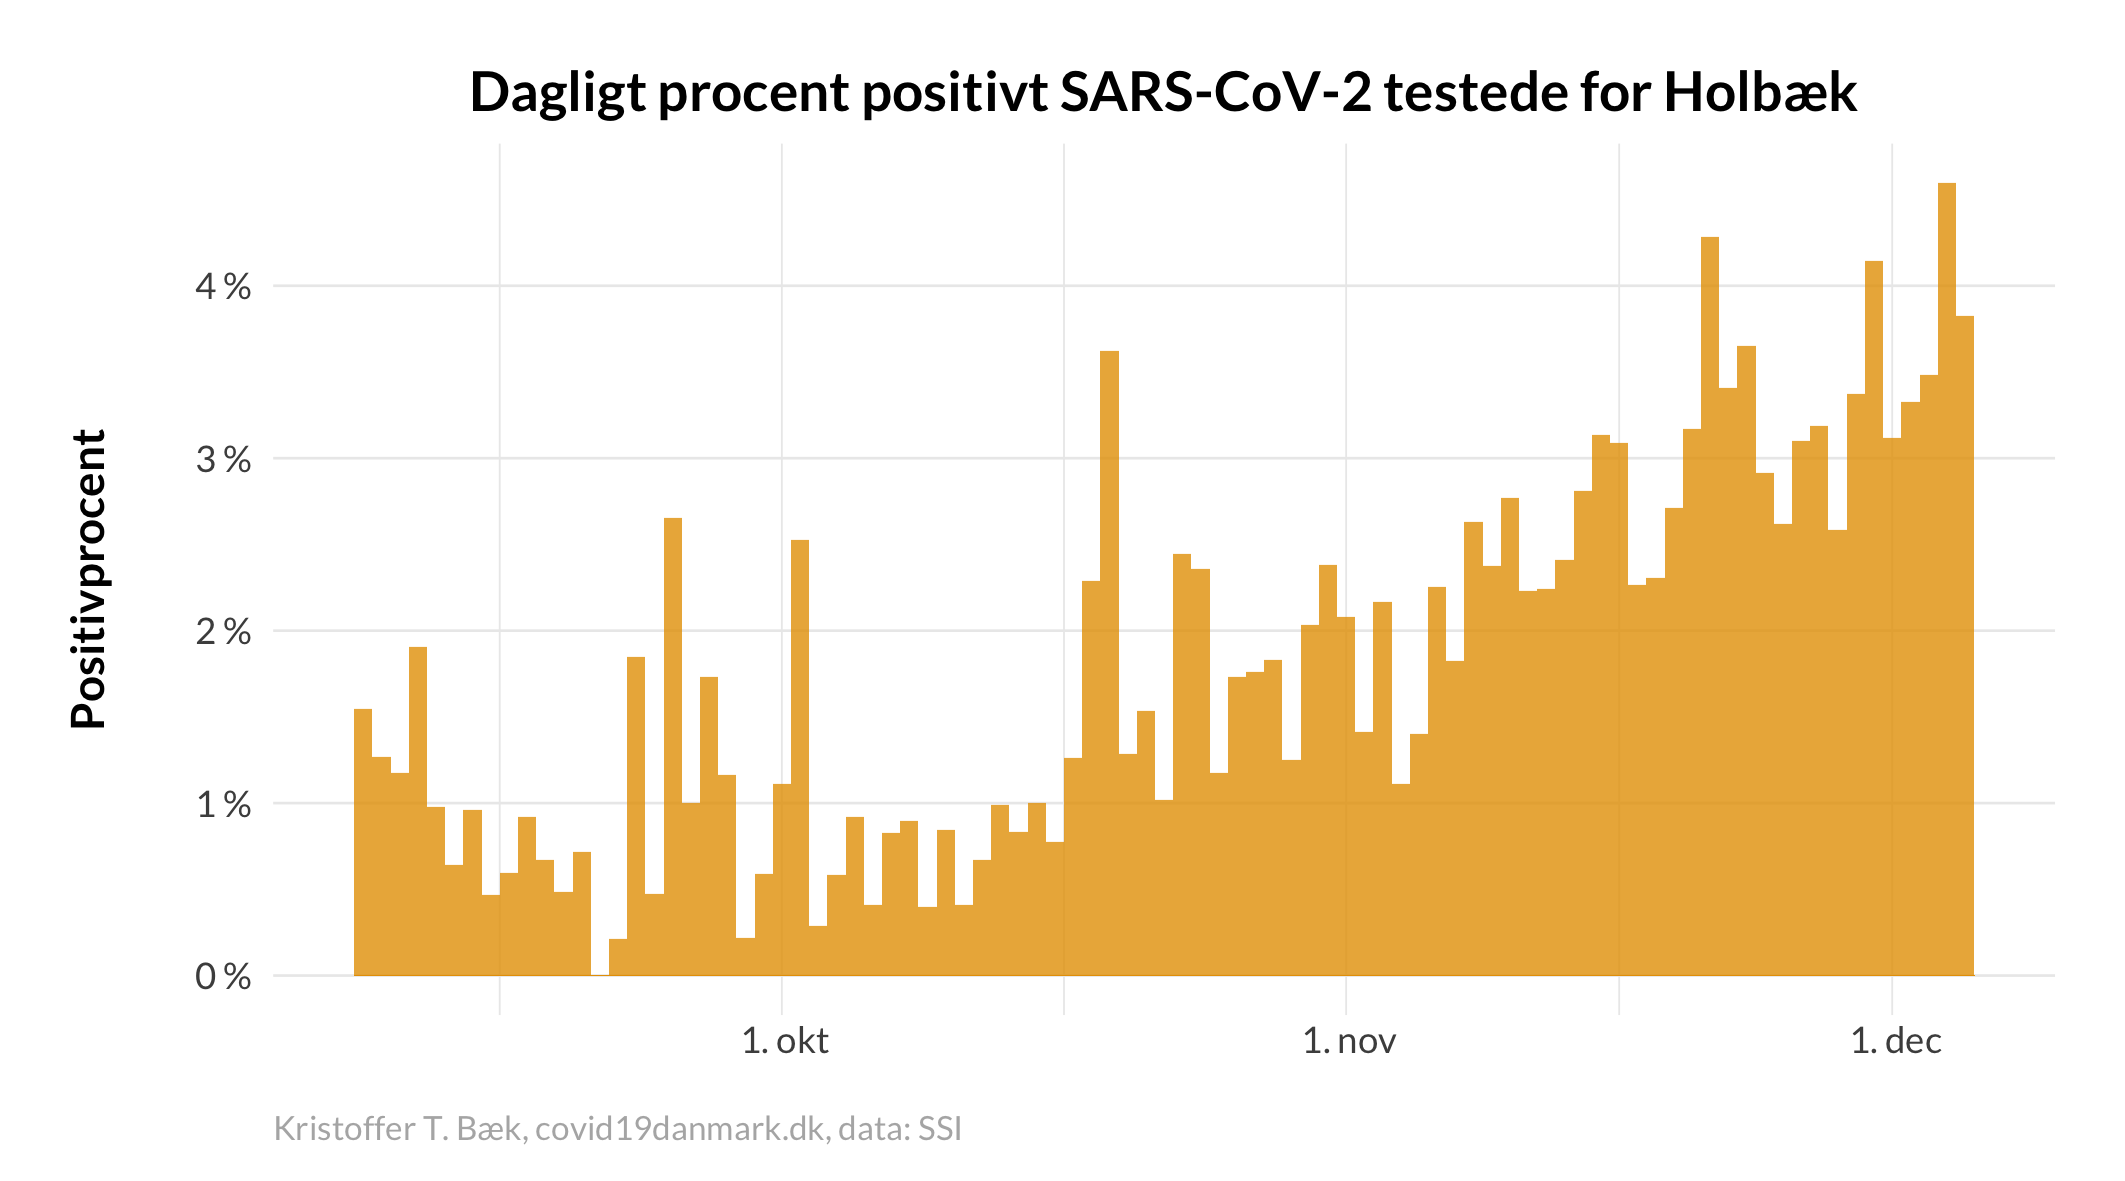 Dagligt procent positivt SARS-CoV-2 testede for Holbæk
Positivprocent
4 %
3 %
2 %
1 %
0 %
1. okt
1. nov
1. dec
Kristoffer T. Bæk, covid19danmark.dk, data: SSI